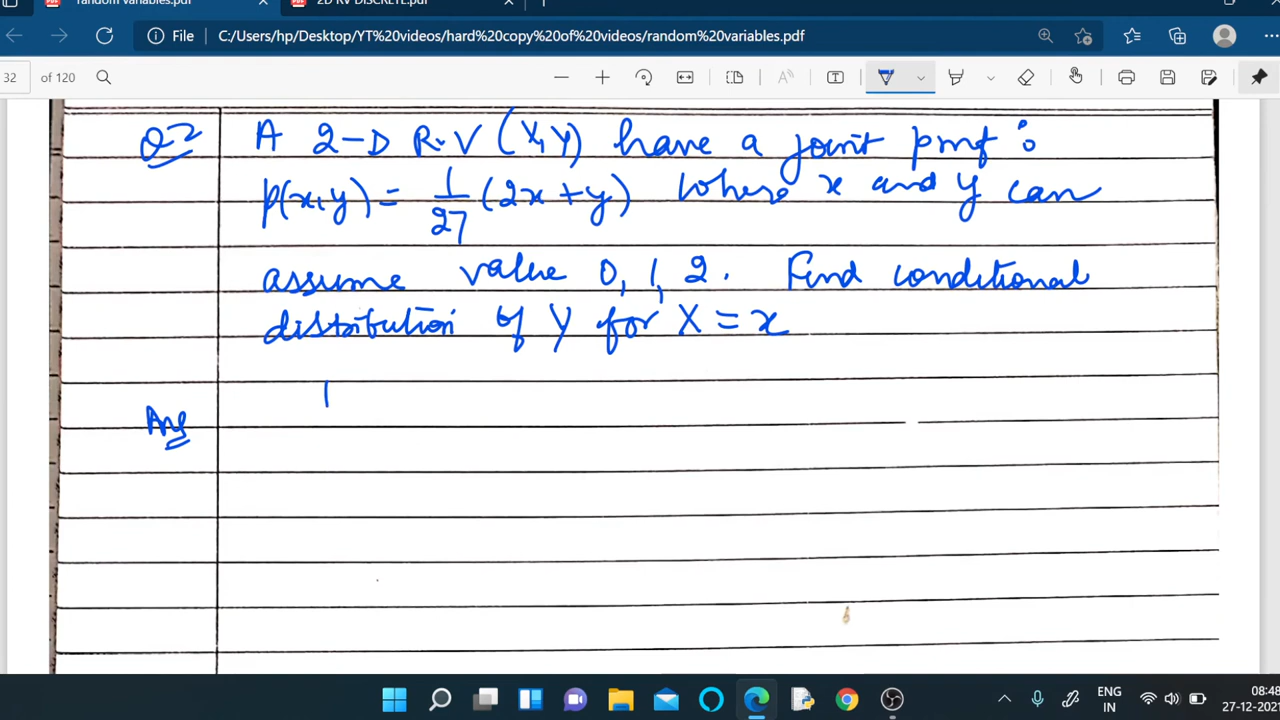 random variables.pdf
2D RV DISCRETE.pdf
File C:/Users/hp/Desktop/YT%20videos/hard%20copy%20of%20videos/random%20variables.pdf
32 of 120
Q2 A 2-D R.V (X,Y) have a joint pmf :
p(x,y) = 1/27 (2x+y) Where x and y can
assume value 0, 1, 2. Find conditional
distribution of Y for X = x
Ans
ENG
IN
08:48
27-12-202